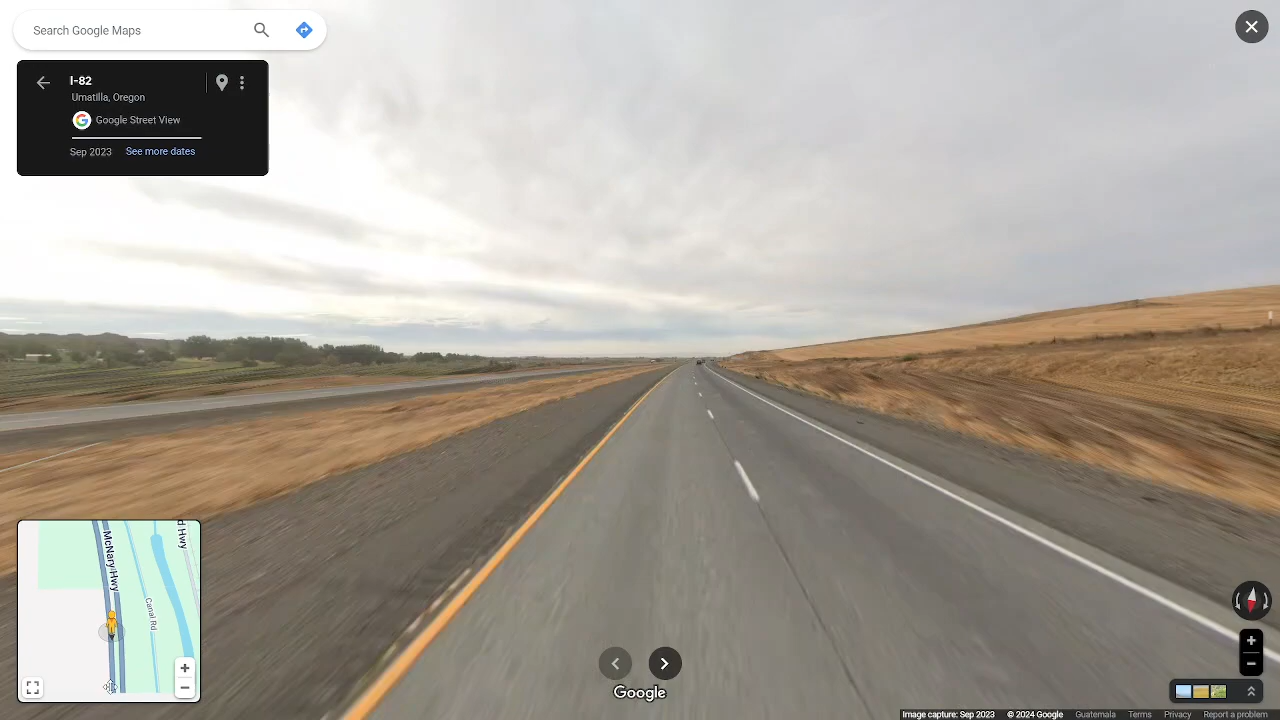 Search Google Maps
I-82
Umatilla, Oregon
Google Street View
Sep 2023 See more dates
McNary Hwy
Canal Rd
d Hwy
Google
Image capture: Sep 2023 © 2024 Google Guatemala Terms Privacy Report a problem